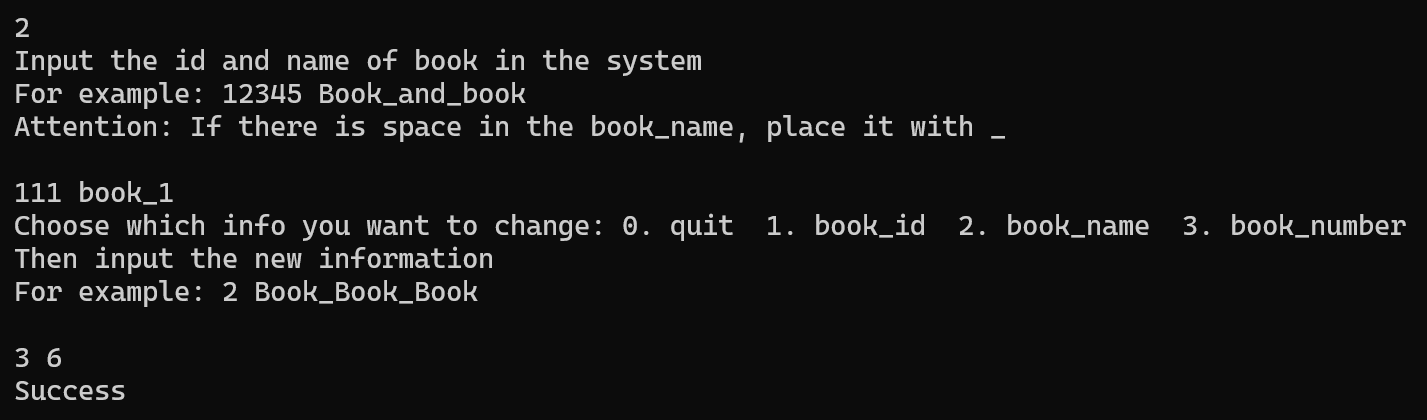 2
Input the id and name of book in the system
For example: 12345 Book_and_book
Attention: If there is space in the book_name, place it with _
111 book_1
Choose which info you want to change: 0. quit  1. book_id  2. book_name  3. book_number
Then input the new information
For example: 2 Book_Book_Book
3 6
Success